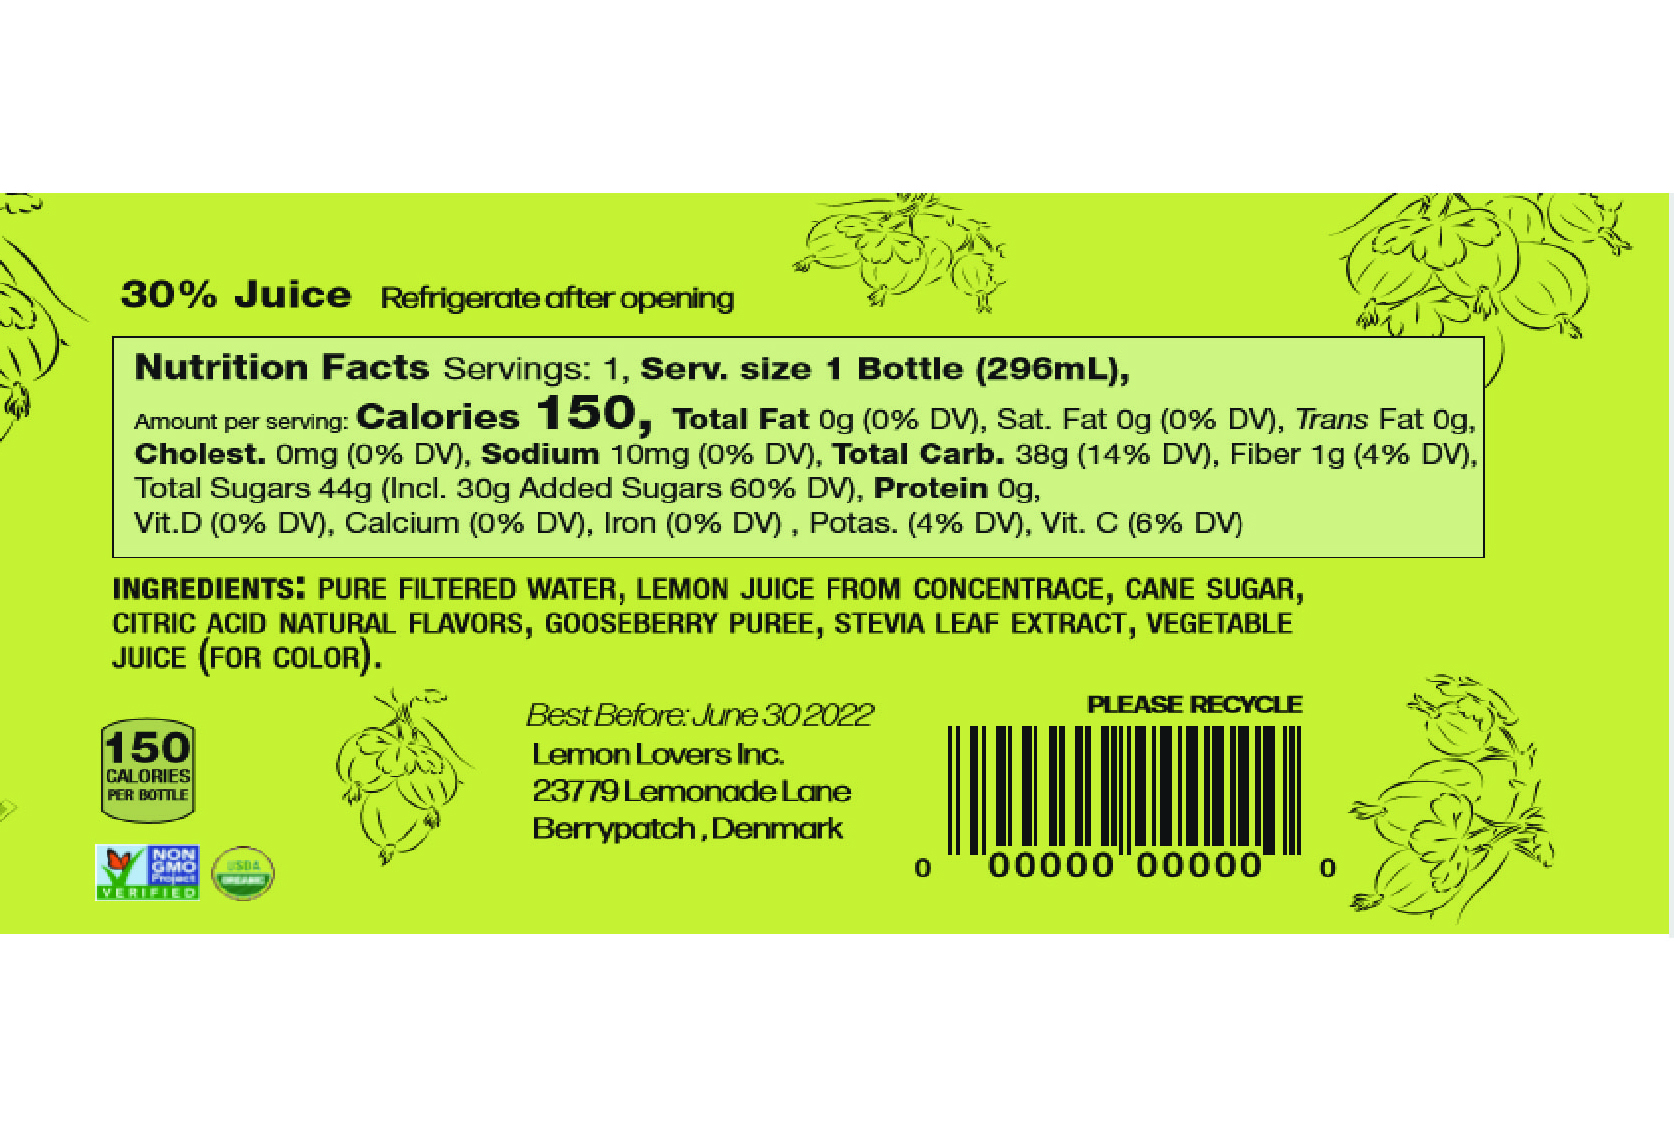 30% Juice Refrigerate after opening
Nutrition Facts Servings: 1, Serv. size 1 Bottle (296mL),
Amount per serving: Calories 150, Total Fat 0g (0% DV), Sat. Fat 0g (0% DV), Trans Fat 0g,
Cholest. 0mg (0% DV), Sodium 10mg (0% DV), Total Carb. 38g (14% DV), Fiber 1g (4% DV),
Total Sugars 44g (Incl. 30g Added Sugars 60% DV), Protein 0g,
Vit.D (0% DV), Calcium (0% DV), Iron (0% DV) , Potas. (4% DV), Vit. C (6% DV)
INGREDIENTS: PURE FILTERED WATER, LEMON JUICE FROM CONCENTRACE, CANE SUGAR,
CITRIC ACID NATURAL FLAVORS, GOOSEBERRY PUREE, STEVIA LEAF EXTRACT, VEGETABLE
JUICE (FOR COLOR).
150
CALORIES
PER BOTTLE
NON
GMO
Project
VERIFIED
USDA
ORGANIC
Best Before: June 30 2022
Lemon Lovers Inc.
23779 Lemonade Lane
Berrypatch , Denmark
PLEASE RECYCLE
0 00000 00000 0